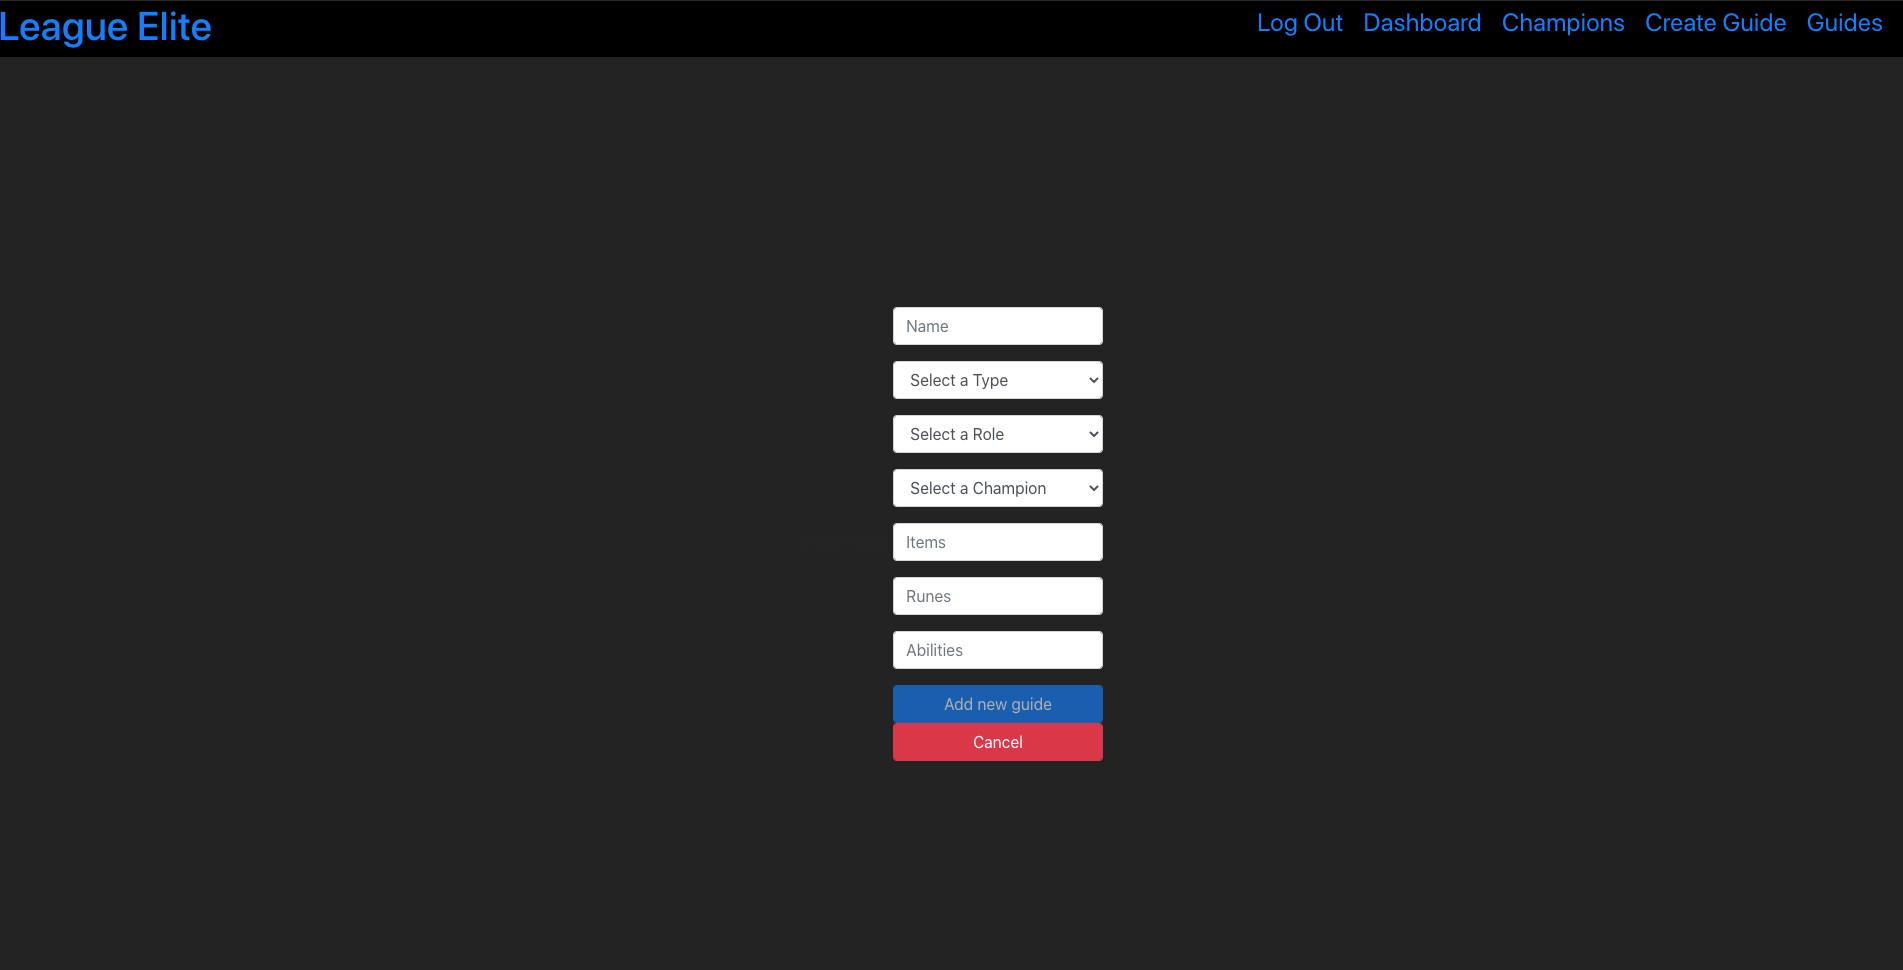 League Elite
Log Out Dashboard Champions Create Guide Guides
Name
Select a Type
Select a Role
Select a Champion
Items
Runes
Abilities
Add new guide
Cancel